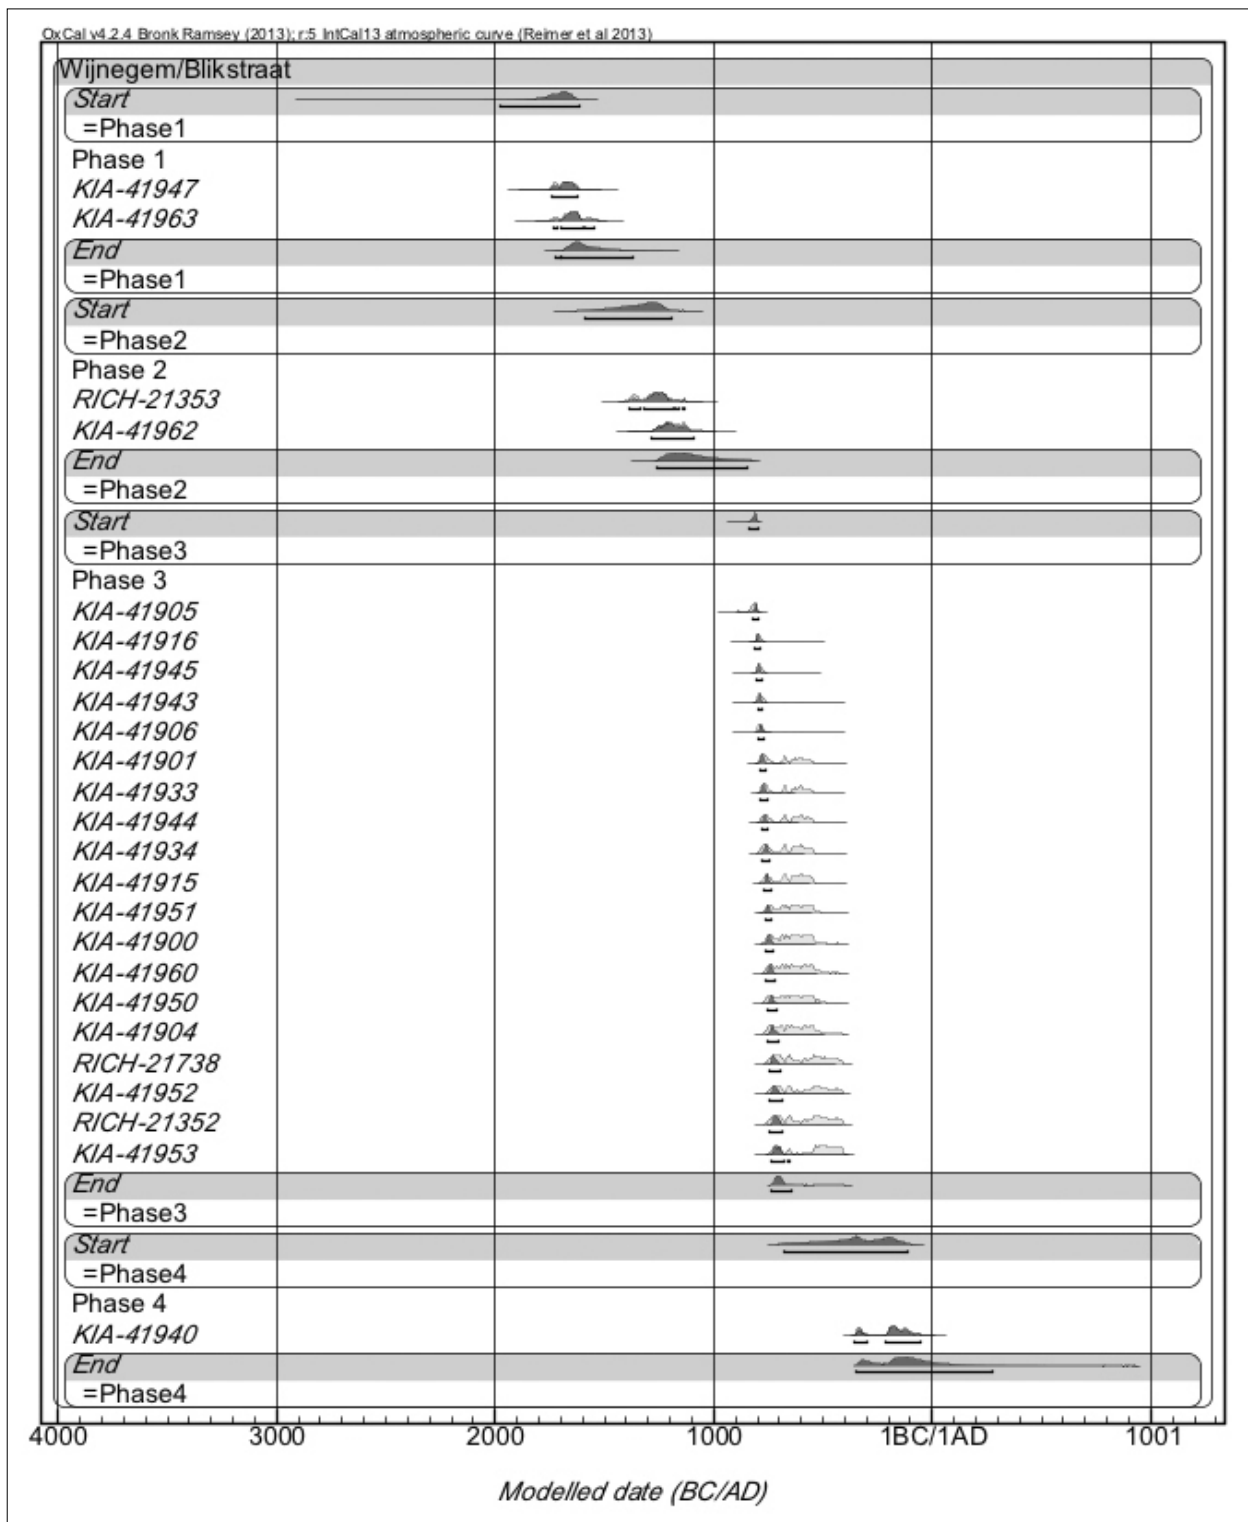 OxCal v4.2.4 Bronk Ramsey (2013); r:5 IntCal13 atmospheric curve (Reimer et al 2013)
Wijnegem/Blikstraat
Start
=Phase1
Phase 1
KIA-41947
KIA-41963
End
=Phase1
Start
=Phase2
Phase 2
RICH-21353
KIA-41962
End
=Phase2
Start
=Phase3
Phase 3
KIA-41905
KIA-41916
KIA-41945
KIA-41943
KIA-41906
KIA-41901
KIA-41933
KIA-41944
KIA-41934
KIA-41915
KIA-41951
KIA-41900
KIA-41960
KIA-41950
KIA-41904
RICH-21738
KIA-41952
RICH-21352
KIA-41953
End
=Phase3
Start
=Phase4
Phase 4
KIA-41940
End
=Phase4
4000 3000 2000 1000 1BC/1AD 1001
Modelled date (BC/AD)